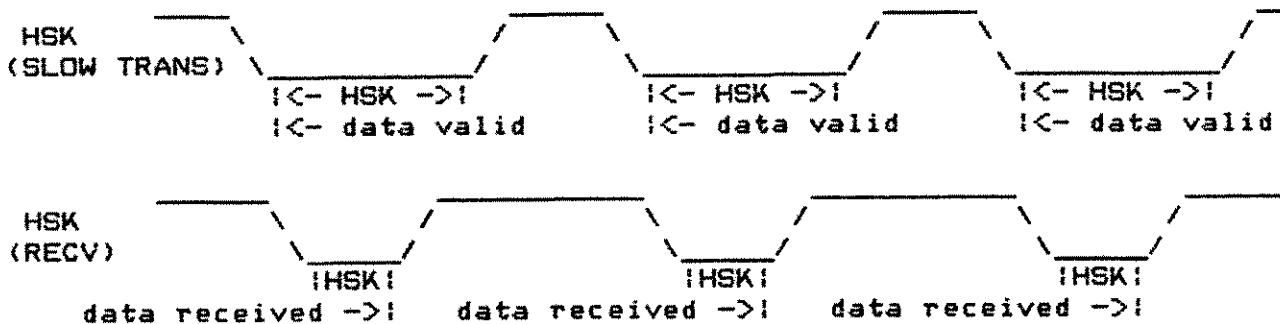 HSK
(SLOW TRANS)
|<- HSK ->| |<- HSK ->| |<- HSK ->|
|<- data valid |<- data valid |<- data valid
HSK
(RECV)
|HSK| |HSK| |HSK|
data received ->| data received ->| data received ->|